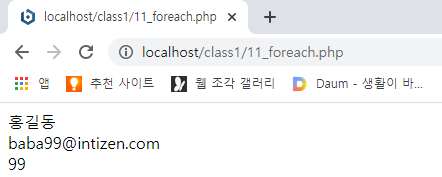 localhost/class1/11_foreach.php
localhost/class1/11_foreach.php
앱 추천 사이트 웹 조각 갤러리 Daum - 생활이 바...
홍길동
baba99@intizen.com
99